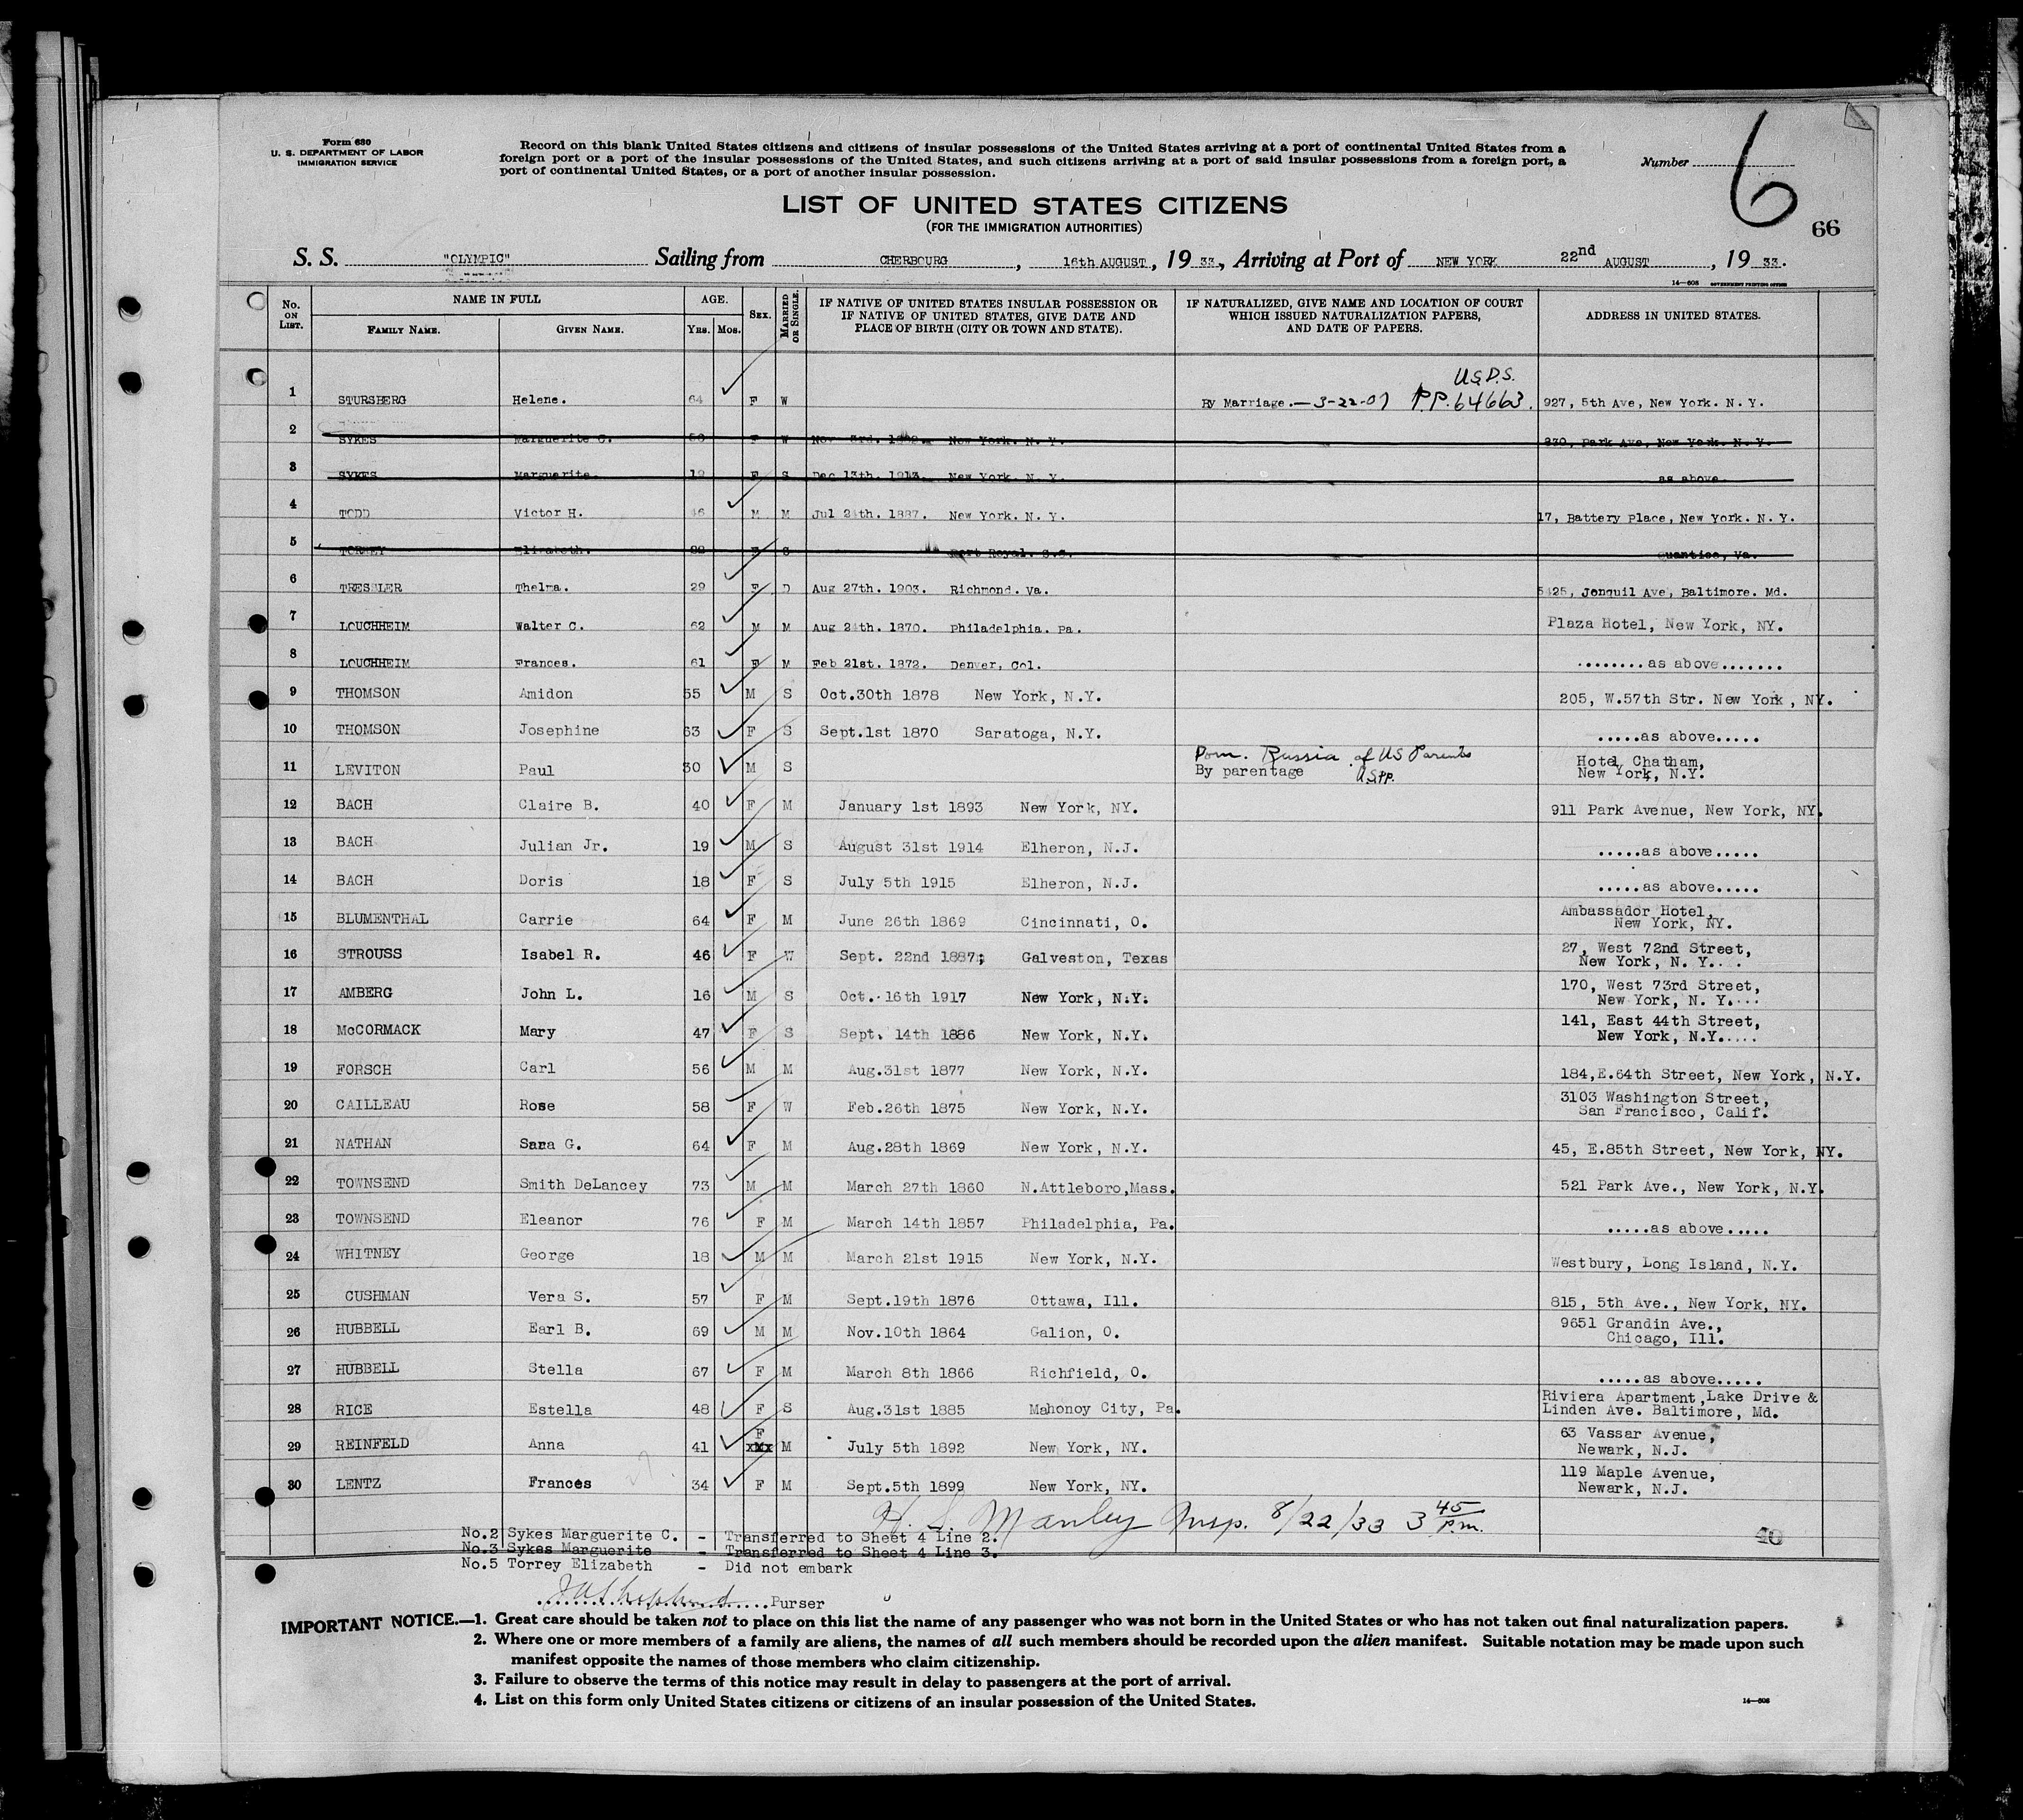 Form 630
U. S. DEPARTMENT OF LABOR
IMMIGRATION SERVICE
Record on this blank United States citizens and citizens of insular possessions of the United States arriving at a port of continental United States from a
foreign port or a port of the insular possessions of the United States, and such citizens arriving at a port of said insular possessions from a foreign port, a
port of continental United States, or a port of another insular possession.
Number
6
66
LIST OF UNITED STATES CITIZENS
(FOR THE IMMIGRATION AUTHORITIES)
S. S. "OLYMPIC" Sailing from CHERBOURG, 16th AUGUST, 1933, Arriving at Port of NEW YORK 22nd AUGUST, 1933.
14—608 GOVERNMENT PRINTING OFFICE
No. ON LIST. NAME IN FULL FAMILY NAME. GIVEN NAME. AGE. YRS. MOS. SEX. MARRIED OR SINGLE. IF NATIVE OF UNITED STATES INSULAR POSSESSION OR IF NATIVE OF UNITED STATES, GIVE DATE AND PLACE OF BIRTH (CITY OR TOWN AND STATE). IF NATURALIZED, GIVE NAME AND LOCATION OF COURT WHICH ISSUED NATURALIZATION PAPERS, AND DATE OF PAPERS. ADDRESS IN UNITED STATES.
1 STURSBERG Helene. 64 F W By Marriage.—3-22-07 U.S.D.S. P.P. 64663. 927, 5th Ave, New York. N. Y.
2 SYKES Marguerite C. 50 F W Nov 3rd. 1882. New York. N. Y. 830, Park Ave, New York. N. Y.
3 SYKES Marguerite. 19 F S Dec 13th. 1913. New York. N. Y. as above.
4 TODD Victor H. 46 M M Jul 24th. 1887. New York. N. Y. 17, Battery Place, New York. N. Y.
5 TORREY Elizabeth. 22 F S Port Royal. S.C. Quantico, Va.
6 TRESSLER Thelma. 29 F D Aug 27th. 1903. Richmond. Va. 5425, Jonquil Ave, Baltimore. Md.
7 LOUCHHEIM Walter C. 62 M M Aug 24th. 1870. Philadelphia. Pa. Plaza Hotel, New York, NY.
8 LOUCHHEIM Frances. 61 F M Feb 21st. 1872. Denver, Col. ........as above.......
9 THOMSON Amidon 55 M S Oct.30th 1878 New York, N.Y. 205, W.57th Str. New York, NY.
10 THOMSON Josephine 63 F S Sept.1st 1870 Saratoga, N.Y. .....as above.....
11 LEVITON Paul 30 M S Born. Russia of US Parents By parentage U.S.P.P. Hotel Chatham, New York, N.Y.
12 BACH Claire B. 40 F M January 1st 1893 New York, NY. 911 Park Avenue, New York, NY.
13 BACH Julian Jr. 19 M S August 31st 1914 Elheron, N.J. .....as above.....
14 BACH Doris 18 F S July 5th 1915 Elheron, N.J. .....as above.....
15 BLUMENTHAL Carrie 64 F M June 26th 1869 Cincinnati, O. Ambassador Hotel, New York, NY.
16 STROUSS Isabel R. 46 F W Sept. 22nd 1887; Galveston, Texas 27, West 72nd Street, New York, N. Y....
17 AMBERG John L. 16 M S Oct. 16th 1917 New York, N.Y. 170, West 73rd Street, New York, N. Y....
18 McCORMACK Mary 47 F S Sept. 14th 1886 New York, N.Y. 141, East 44th Street, New York, N.Y.....
19 FORSCH Carl 56 M M Aug.31st 1877 New York, N.Y. 184,E.64th Street, New York, N.Y.
20 CAILLEAU Rose 58 F W Feb.26th 1875 New York, N.Y. 3103 Washington Street, San Francisco, Calif.
21 NATHAN Sara G. 64 F M Aug.28th 1869 New York, N.Y. 45, E.85th Street, New York, NY.
22 TOWNSEND Smith DeLancey 73 M M March 27th 1860 N.Attleboro,Mass. 521 Park Ave., New York, N.Y.
23 TOWNSEND Eleanor 76 F M March 14th 1857 Philadelphia, Pa. .....as above.....
24 WHITNEY George 18 M M March 21st 1915 New York, N.Y. Westbury, Long Island, N.Y.
25 CUSHMAN Vera S. 57 F M Sept.19th 1876 Ottawa, Ill. 815, 5th Ave., New York, NY.
26 HUBBELL Earl B. 69 M M Nov.10th 1864 Galion, O. 9651 Grandin Ave., Chicago, Ill.
27 HUBBELL Stella 67 F M March 8th 1866 Richfield, O. .....as above.....
28 RICE Estella 48 F S Aug.31st 1885 Mahonoy City, Pa. Riviera Apartment,Lake Drive & Linden Ave. Baltimore, Md.
29 REINFELD Anna 41 F xMx M July 5th 1892 New York, NY. 63 Vassar Avenue, Newark, N.J.
30 LENTZ Frances 34 F M Sept.5th 1899 New York, NY. 119 Maple Avenue, Newark, N.J.
H. S. Manley Insp. 8/22/33 3 45 P.m.
40
No.2 Sykes Marguerite C. - Transferred to Sheet 4 Line 2.
No.3 Sykes Marguerite - Transferred to Sheet 4 Line 3.
No.5 Torrey Elizabeth - Did not embark
Purser
IMPORTANT NOTICE.—1. Great care should be taken not to place on this list the name of any passenger who was not born in the United States or who has not taken out final naturalization papers.
2. Where one or more members of a family are aliens, the names of all such members should be recorded upon the alien manifest. Suitable notation may be made upon such
manifest opposite the names of those members who claim citizenship.
3. Failure to observe the terms of this notice may result in delay to passengers at the port of arrival.
4. List on this form only United States citizens or citizens of an insular possession of the United States.
14—608